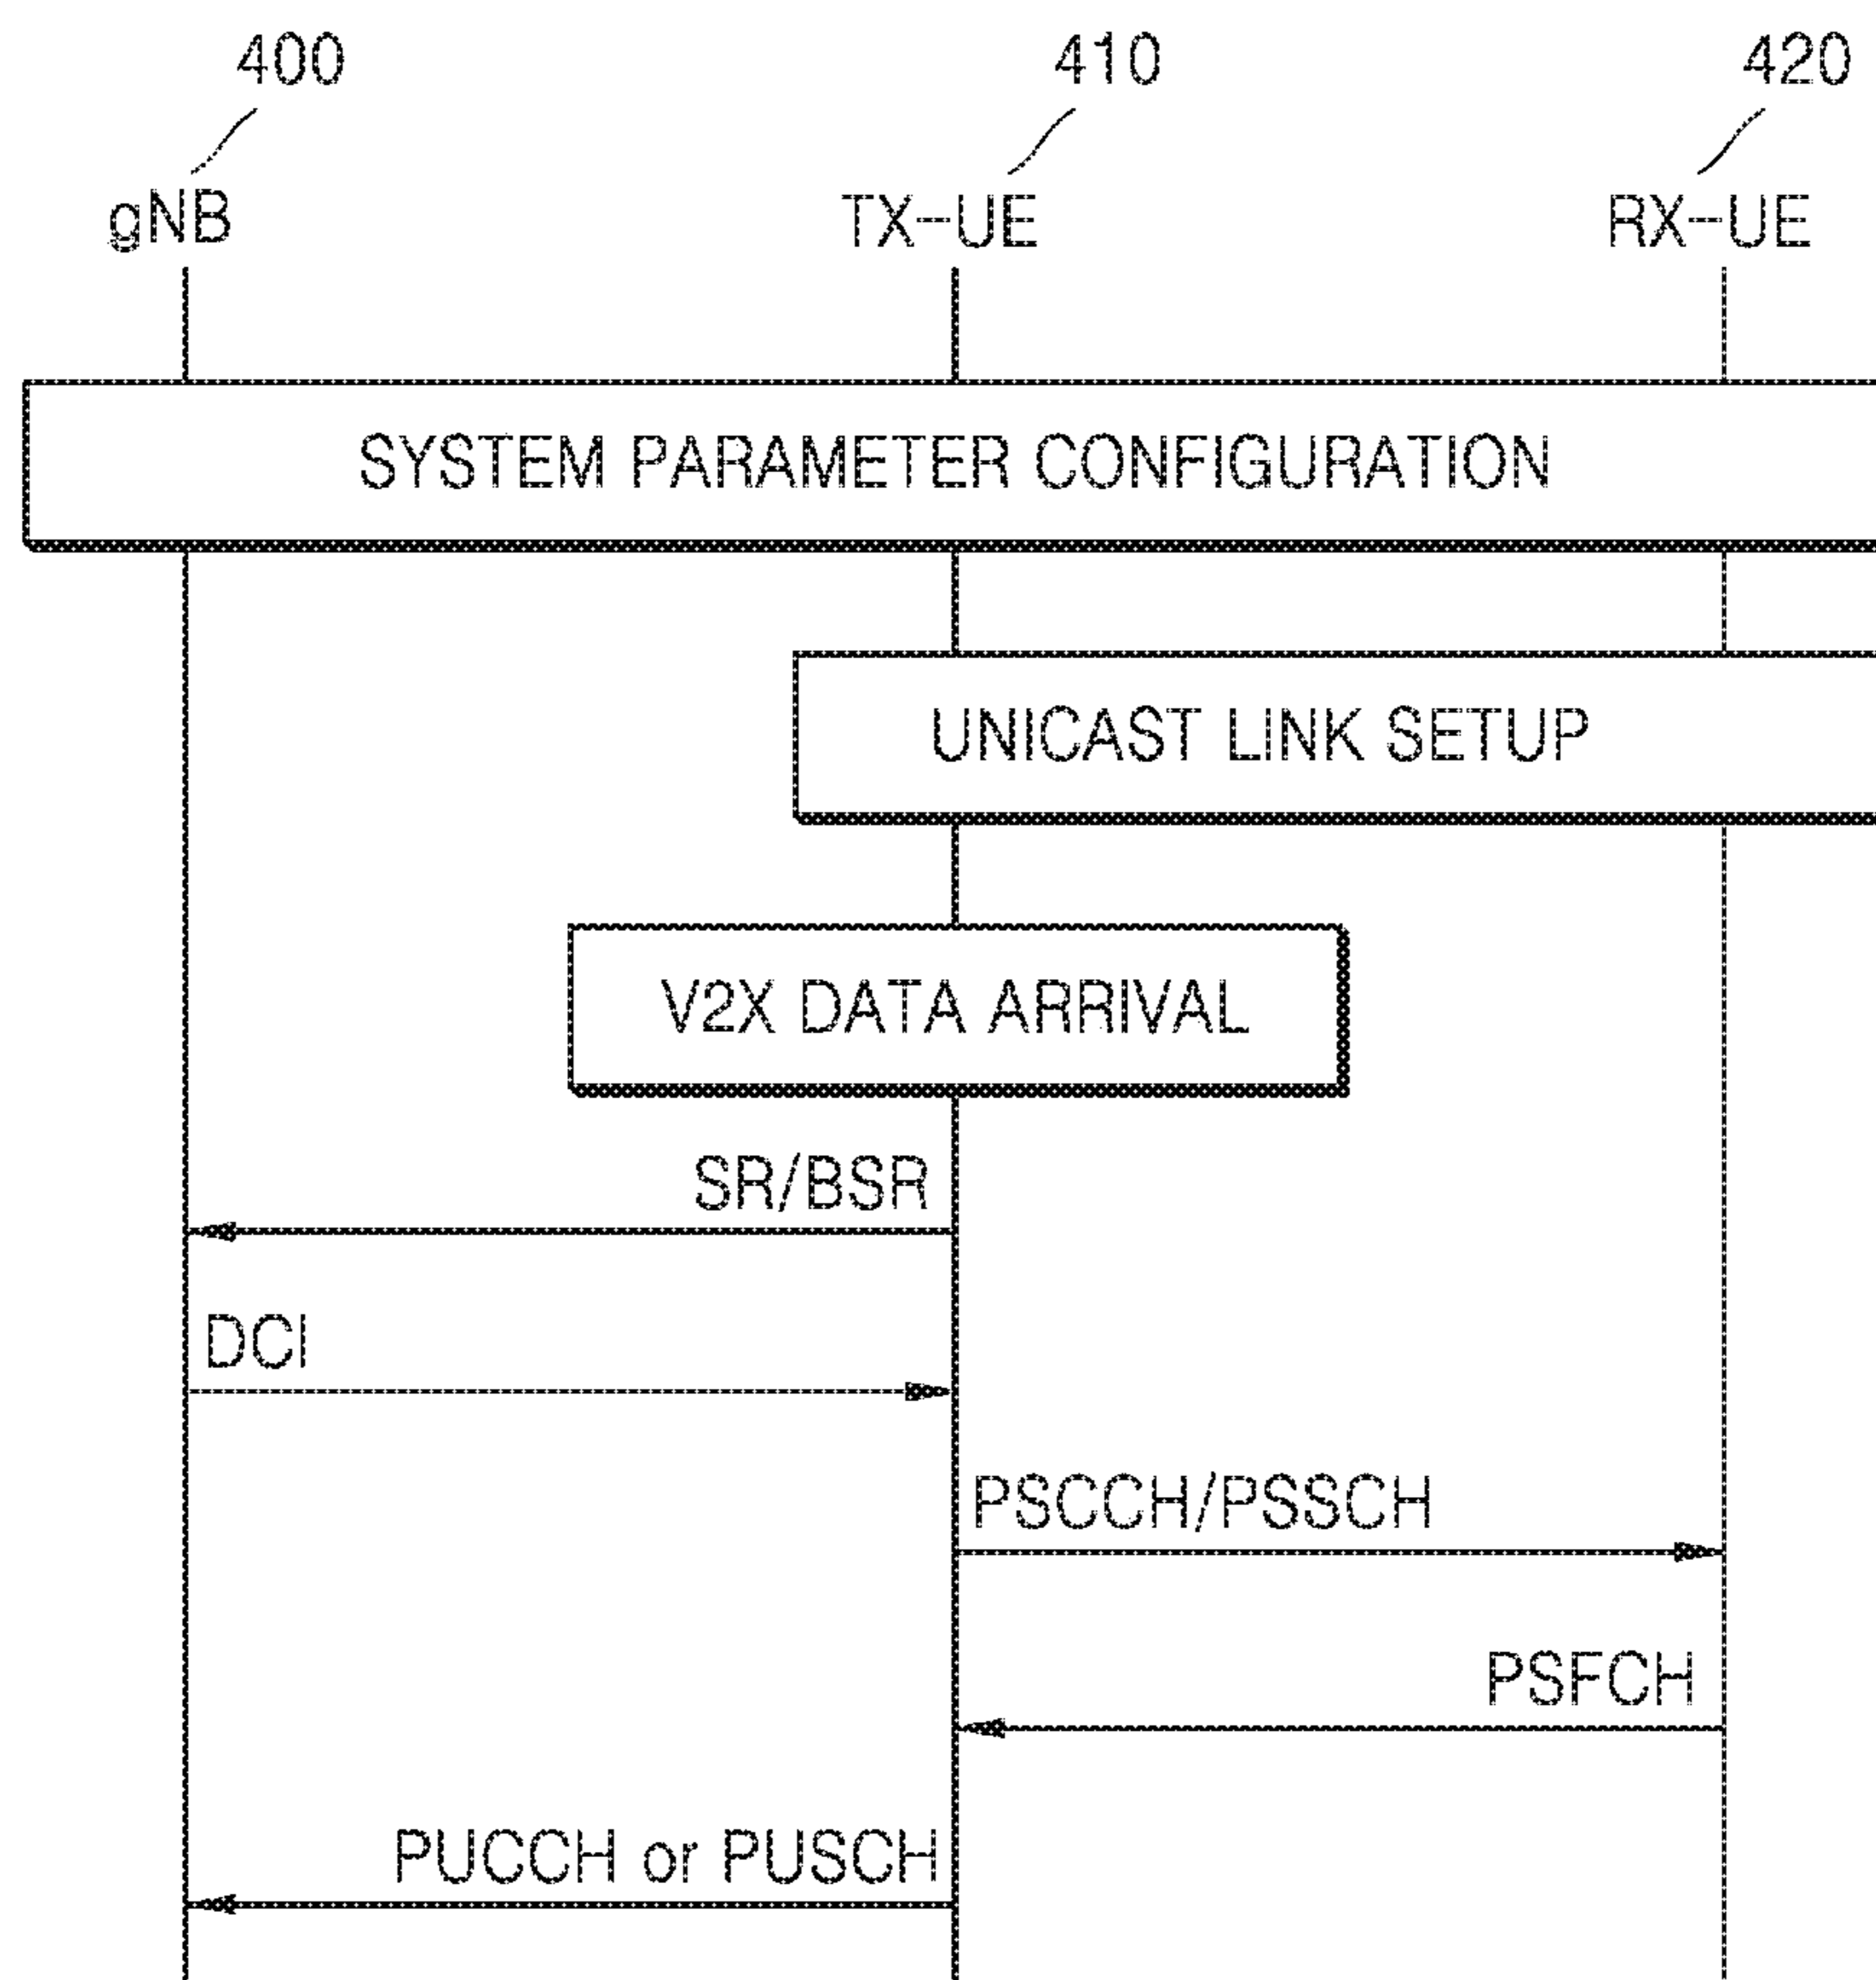 400
410
420
gNB
TX-UE
RX-UE
SYSTEM PARAMETER CONFIGURATION
UNICAST LINK SETUP
V2X DATA ARRIVAL
SR/BSR
DCI
PSCCH/PSSCH
PSFCH
PUCCH or PUSCH